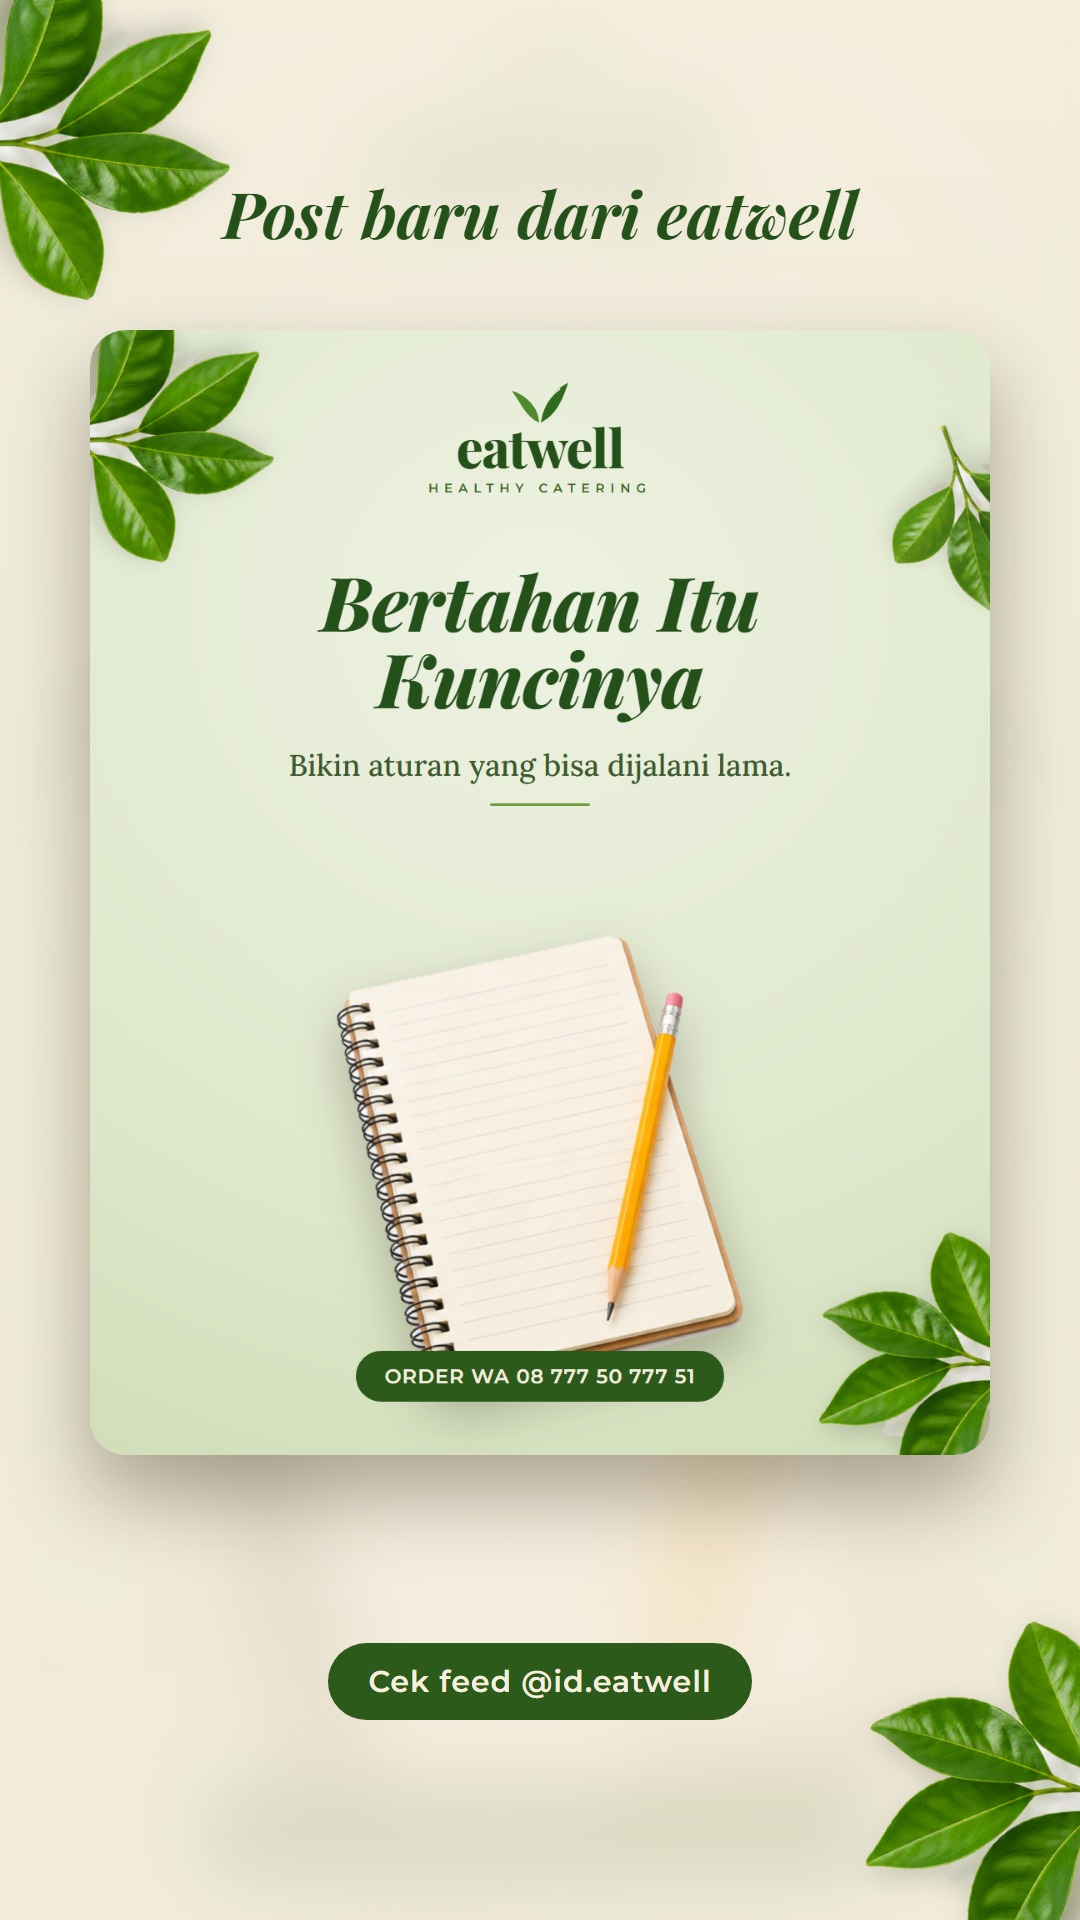 Post baru dari eatwell
eatwell
HEALTHY CATERING
Bertahan Itu
Kuncinya
Bikin aturan yang bisa dijalani lama.
ORDER WA 08 777 50 777 51
Cek feed @id.eatwell